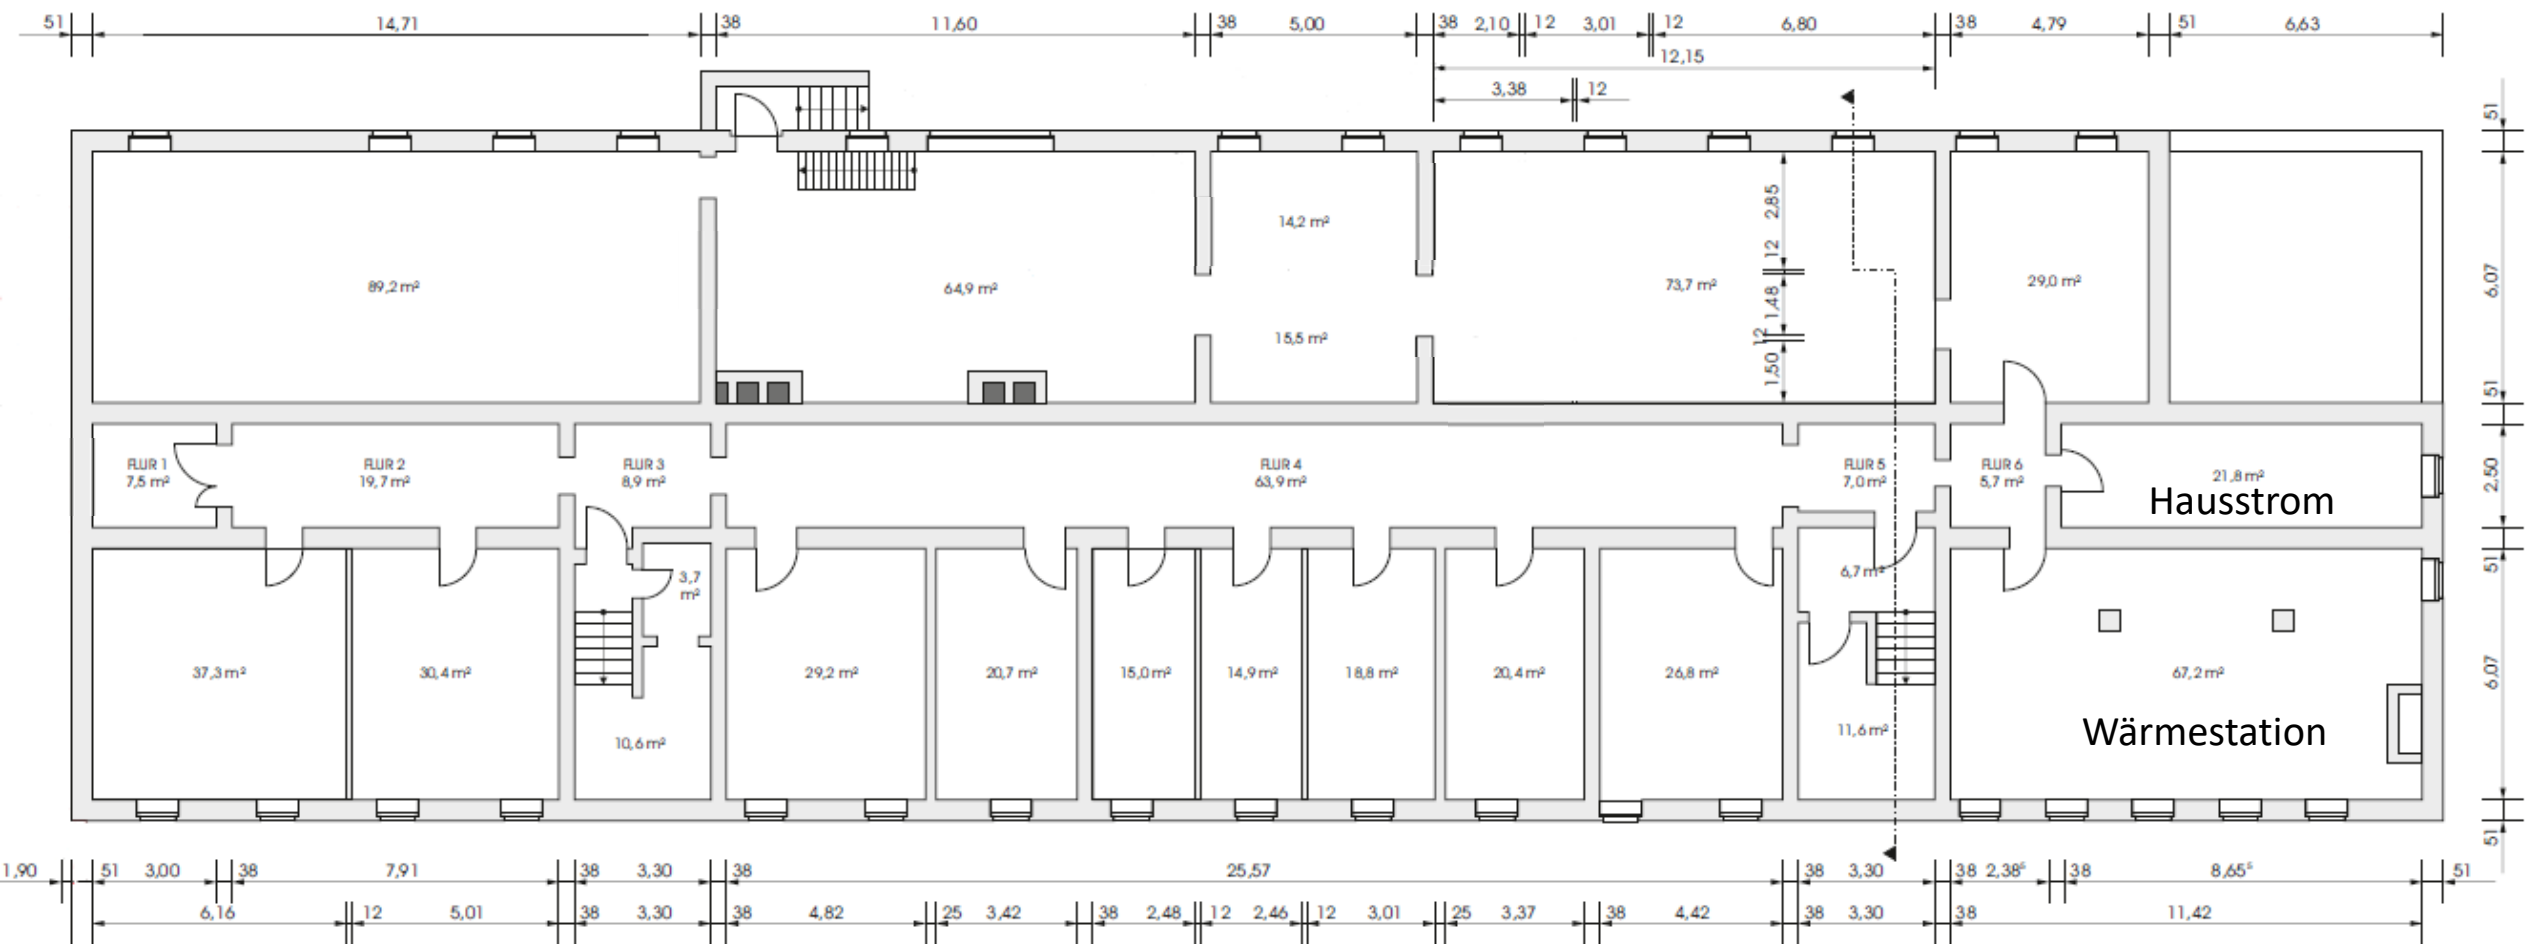 51 14,71 38 11,60 38 5,00 38 2,10 12 3,01 12 6,80 38 4,79 51 6,63
12,15
3,38 12
51
2,85
14,2 m²
12
6,07
89,2 m²
64,9 m²
73,7 m²
29,0 m²
1,48
15,5 m²
12
1,50
51
FLUR 1
7,5 m²
FLUR 2
19,7 m²
FLUR 3
8,9 m²
FLUR 4
63,9 m²
FLUR 5
7,0 m²
FLUR 6
5,7 m²
21,8 m²
Hausstrom
2,50
51
3,7
m²
6,7 m²
37,3 m²
30,4 m²
29,2 m²
20,7 m²
15,0 m²
14,9 m²
18,8 m²
20,4 m²
26,8 m²
67,2 m²
6,07
10,6 m²
11,6 m²
Wärmestation
51
1,90 51 3,00 38 7,91 38 3,30 38 25,57 38 3,30 38 2,38⁵ 38 8,65⁵ 51
6,16 12 5,01 38 3,30 38 4,82 25 3,42 38 2,48 12 2,46 12 3,01 25 3,37 38 4,42 38 3,30 38 11,42